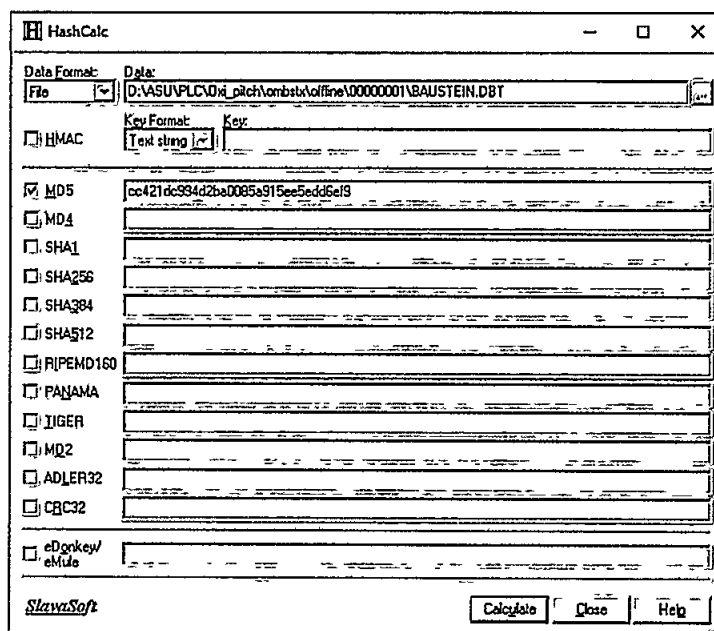 HashCalc
Data Format: Data:
File D:\ASU\PLC\Oxi_pitch\ombstx\offline\00000001\BAUSTEIN.DBT ...
Key Format: Key:
HMAC Text string
MD5 cc421dc934d2ba0085a915ee5edd6ef9
MD4
SHA1
SHA256
SHA384
SHA512
RIPEMD160
PANAMA
TIGER
MD2
ADLER32
CRC32
eDonkey/
eMule
SlavaSoft Calculate Close Help